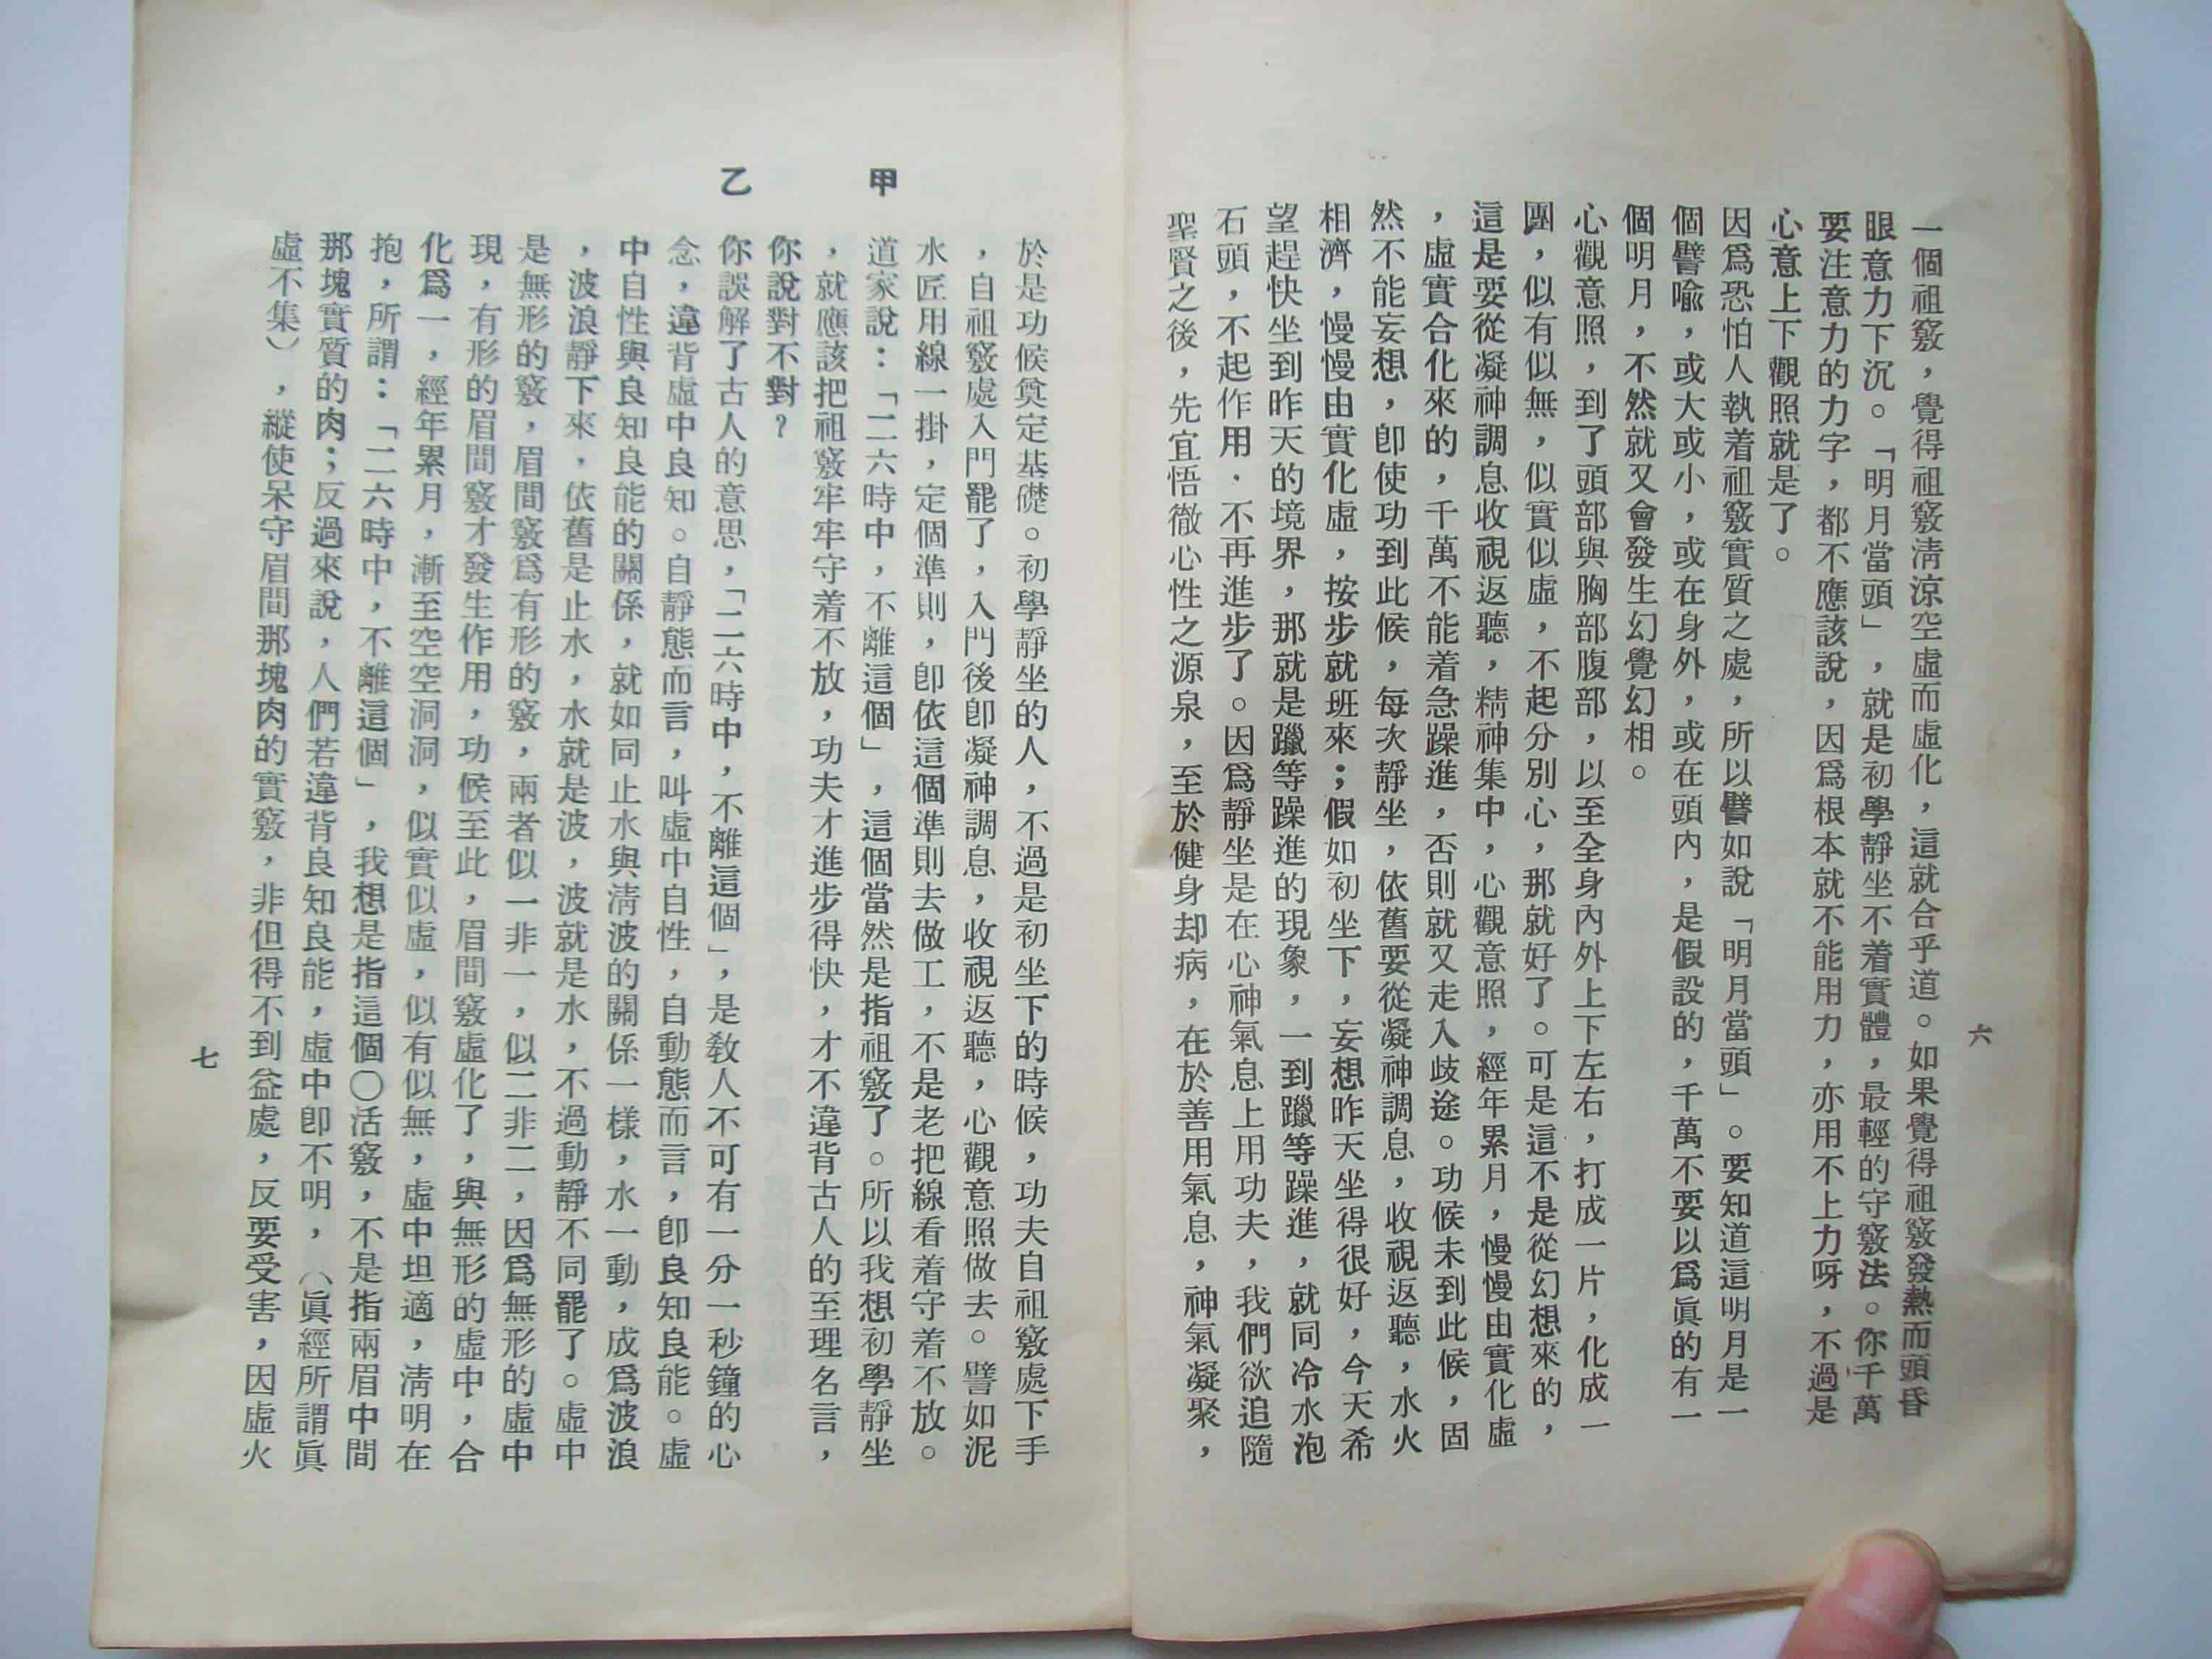 六
一個祖竅，覺得祖竅淸涼空虛而虛化，這就合乎道。如果覺得祖竅發熱而頭昏
眼意力下沉。「明月當頭」，就是初學靜坐不着實體，最輕的守竅法。你千萬
要注意力的力字，都不應該說，因爲根本就不能用力，亦用不上力呀，不過是
心意上下觀照就是了。
因爲恐怕人執着祖竅實質之處，所以譬如說「明月當頭」。要知道這明月是一
個譬喻，或大或小，或在身外，或在頭內，是假設的，千萬不要以爲眞的有一
個明月，不然就又會發生幻覺幻相。
心觀意照，到了頭部與胸部腹部，以至全身內外上下左右，打成一片，化成一
團，似有似無，似實似虛，不起分別心，那就好了。可是這不是從幻想來的，
這是要從凝神調息收視返聽，精神集中，心觀意照，經年累月，慢慢由實化虛
，虛實合化來的，千萬不能着急躁進，否則就又走入歧途。功候未到此候，固
然不能妄想，卽使功到此候，每次靜坐，依舊要從凝神調息，收視返聽，水火
相濟，慢慢由實化虛，按步就班來；假如初坐下，妄想昨天坐得很好，今天希
望趕快坐到昨天的境界，那就是躐等躁進的現象，一到躐等躁進，就同冷水泡
石頭，不起作用．不再進步了。因爲靜坐是在心神氣息上用功夫，我們欲追隨
聖賢之後，先宜悟徹心性之源泉，至於健身却病，在於善用氣息，神氣凝聚，
於是功候奠定基礎。初學靜坐的人，不過是初坐下的時候，功夫自祖竅處下手
，自祖竅處入門罷了，入門後卽凝神調息，收視返聽，心觀意照做去。譬如泥
水匠用線一掛，定個準則，卽依這個準則去做工，不是老把線看着守着不放。
甲　道家說：「二六時中，不離這個」，這個當然是指祖竅了。所以我想初學靜坐
，就應該把祖竅牢牢守着不放，功夫才進步得快，才不違背古人的至理名言，
你說對不對？
乙　你誤解了古人的意思，「二六時中，不離這個」，是敎人不可有一分一秒鐘的心
念，違背虛中良知。自靜態而言，叫虛中自性，自動態而言，卽良知良能。虛
中自性與良知良能的關係，就如同止水與淸波的關係一樣，水一動，成爲波浪
，波浪靜下來，依舊是止水，水就是波，波就是水，不過動靜不同罷了。虛中
是無形的竅，眉間竅爲有形的竅，兩者似一非一，似二非二，因爲無形的虛中
現，有形的眉間竅才發生作用，功候至此，眉間竅虛化了，與無形的虛中，合
化爲一，經年累月，漸至空空洞洞，似實似虛，似有似無，虛中坦適，淸明在
抱，所謂：「二六時中，不離這個」，我想是指這個〇活竅，不是指兩眉中間
那塊實質的肉；反過來說，人們若違背良知良能，虛中卽不明，（眞經所謂眞
虛不集），縱使呆守眉間那塊肉的實竅，非但得不到益處，反要受害，因虛火
七